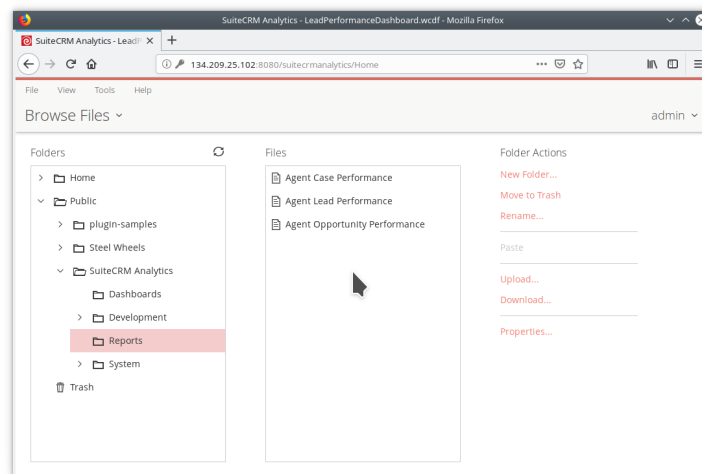 SuiteCRM Analytics - LeadPerformanceDashboard.wcdf - Mozilla Firefox
SuiteCRM Analytics - LeadP
134.209.25.102:8080/suitecrmanalytics/Home
File View Tools Help
Browse Files
admin
Folders
Home
Public
plugin-samples
Steel Wheels
SuiteCRM Analytics
Dashboards
Development
Reports
System
Trash
Files
Agent Case Performance
Agent Lead Performance
Agent Opportunity Performance
Folder Actions
New Folder...
Move to Trash
Rename...
Paste
Upload...
Download...
Properties...